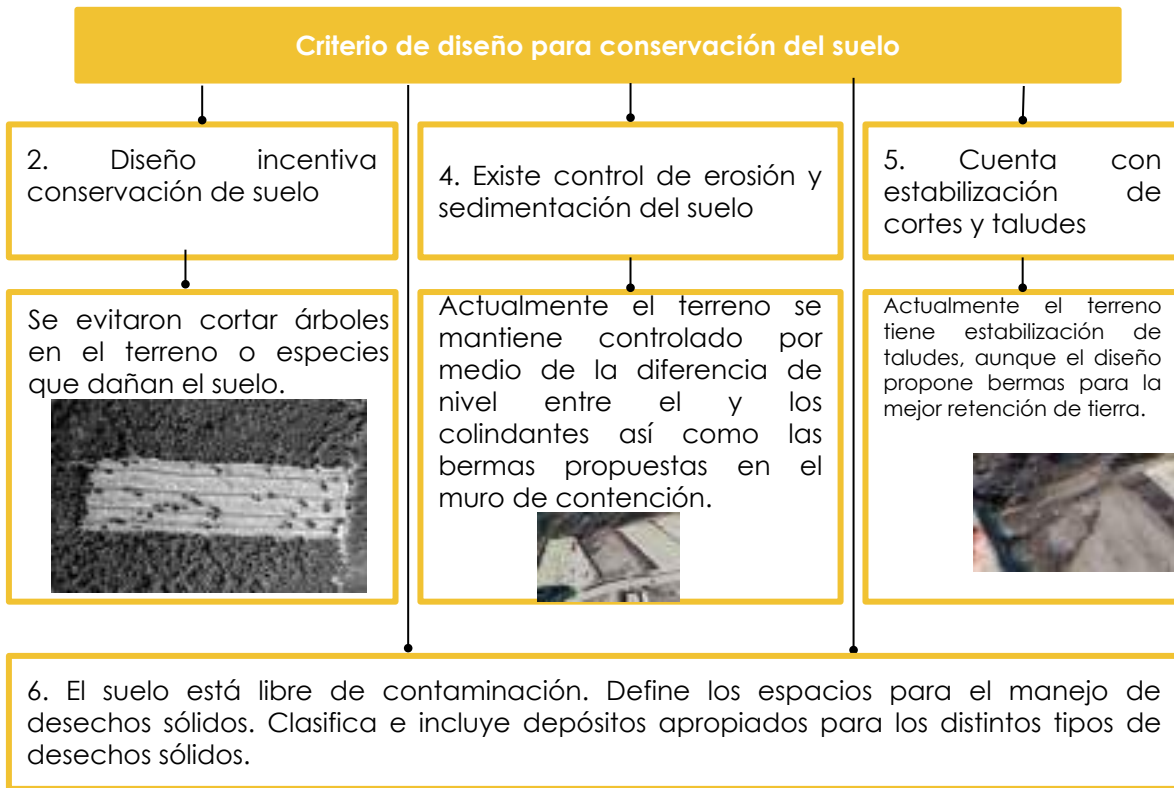 Criterio de diseño para conservación del suelo
2. Diseño incentiva
conservación de suelo
4. Existe control de erosión y
sedimentación del suelo
5. Cuenta con
estabilización de
cortes y taludes
Se evitaron cortar árboles
en el terreno o especies
que dañan el suelo.
Actualmente el terreno se
mantiene controlado por
medio de la diferencia de
nivel entre el y los
colindantes así como las
bermas propuestas en el
muro de contención.
Actualmente el terreno
tiene estabilización de
taludes, aunque el diseño
propone bermas para la
mejor retención de tierra.
6. El suelo está libre de contaminación. Define los espacios para el manejo de
desechos sólidos. Clasifica e incluye depósitos apropiados para los distintos tipos de
desechos sólidos.